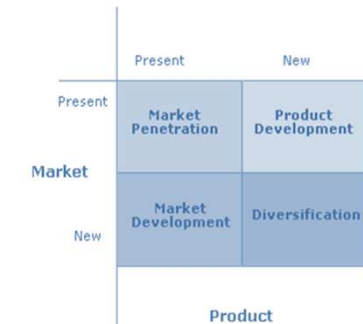 Present New
Present
Market
Penetration
Product
Development
Market
New
Market
Development
Diversification
Product